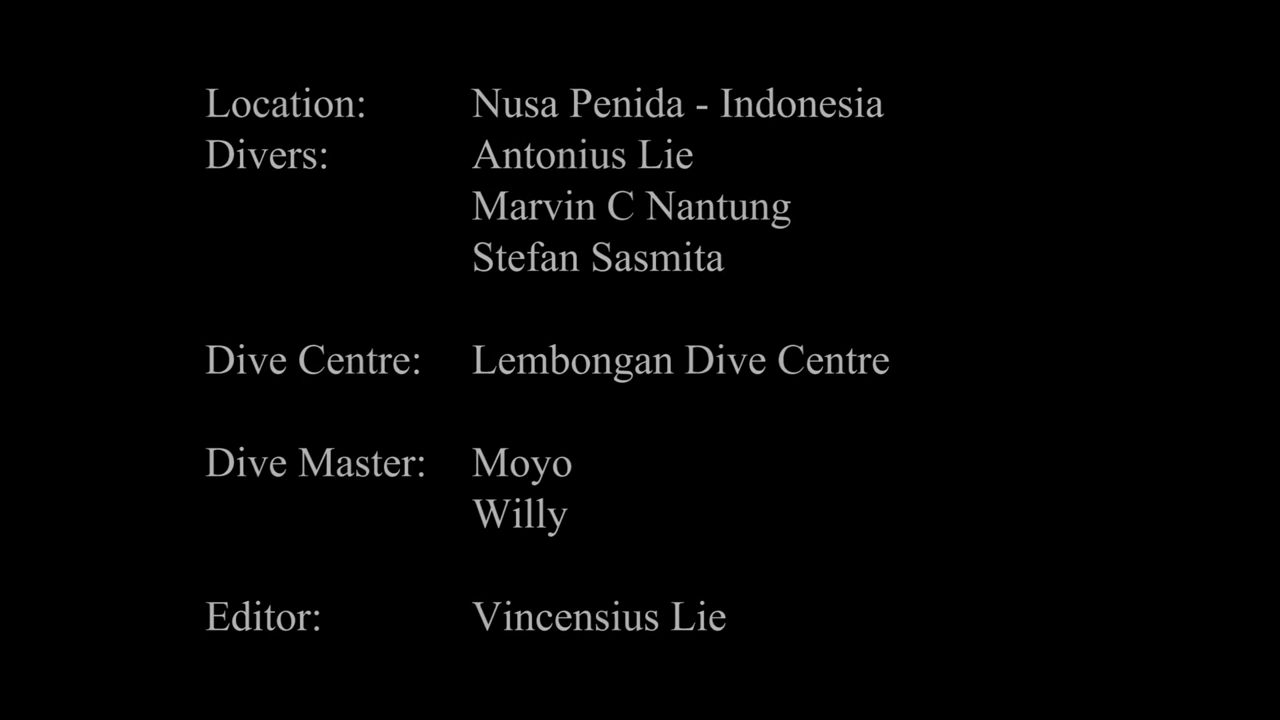 Location: Nusa Penida - Indonesia
Divers: Antonius Lie
Marvin C Nantung
Stefan Sasmita
Dive Centre: Lembongan Dive Centre
Dive Master: Moyo
Willy
Editor: Vincensius Lie